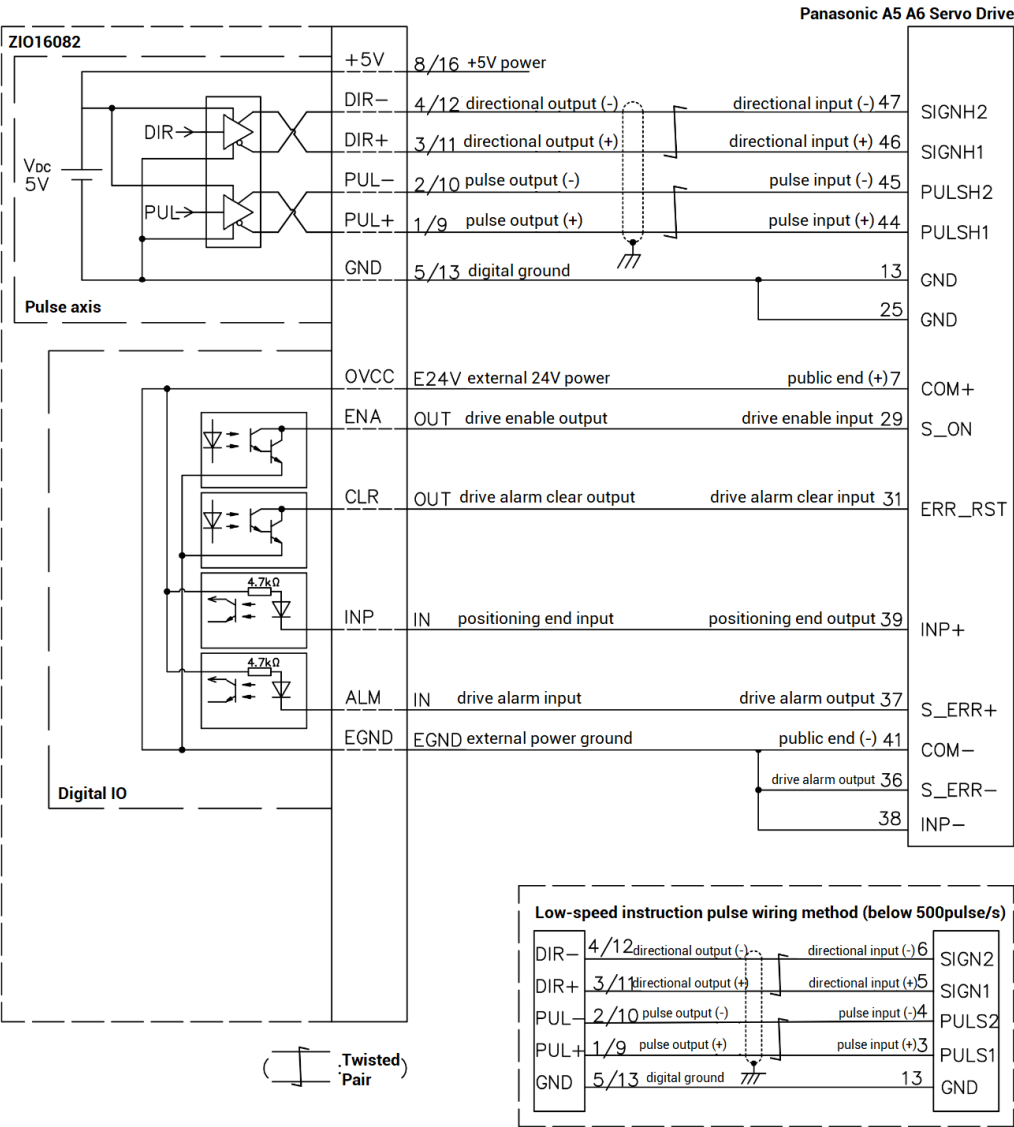 Panasonic A5 A6 Servo Drive
ZIO16082
+5V 8/16 +5V power
DIR− 4/12 directional output (-) directional input (-) 47 SIGNH2
DIR→
DIR+ 3/11 directional output (+) directional input (+) 46 SIGNH1
VDC
5V
PUL− 2/10 pulse output (-) pulse input (-) 45 PULSH2
PUL→
PUL+ 1/9 pulse output (+) pulse input (+) 44 PULSH1
GND 5/13 digital ground 13 GND
Pulse axis
25 GND
OVCC E24V external 24V power public end (+) 7 COM+
ENA OUT drive enable output drive enable input 29 S_ON
CLR OUT drive alarm clear output drive alarm clear input 31 ERR_RST
4.7kΩ
INP IN positioning end input positioning end output 39 INP+
4.7kΩ
ALM IN drive alarm input drive alarm output 37 S_ERR+
EGND EGND external power ground public end (-) 41 COM−
drive alarm output 36 S_ERR−
Digital IO
38 INP−
Low-speed instruction pulse wiring method (below 500pulse/s)
DIR− 4/12 directional output (-) directional input (-) 6 SIGN2
DIR+ 3/11 directional output (+) directional input (+) 5 SIGN1
PUL− 2/10 pulse output (-) pulse input (-) 4 PULS2
PUL+ 1/9 pulse output (+) pulse input (+) 3 PULS1
GND 5/13 digital ground 13 GND
( : Twisted )
Pair